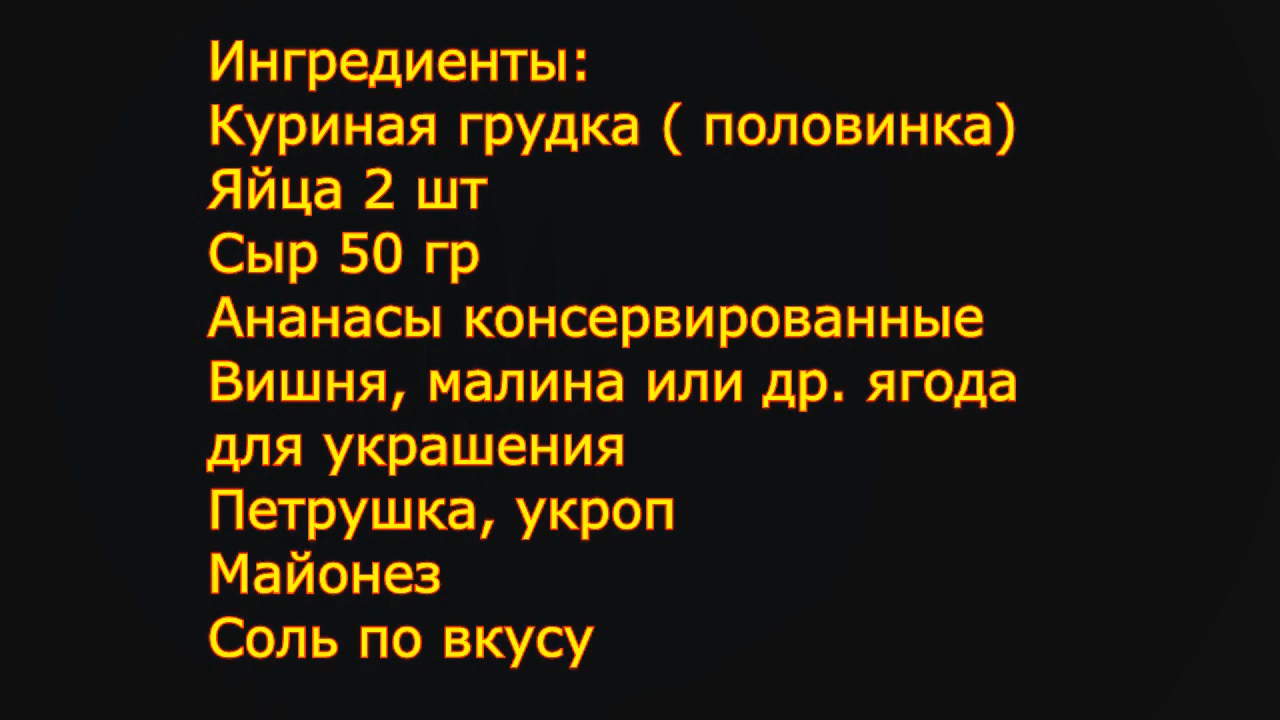 Ингредиенты:
Куриная грудка ( половинка)
Яйца 2 шт
Сыр 50 гр
Ананасы консервированные
Вишня, малина или др. ягода
для украшения
Петрушка, укроп
Майонез
Соль по вкусу